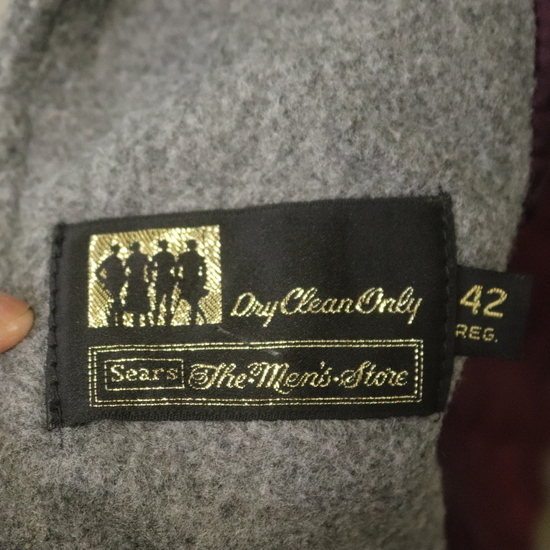 Dry Clean Only
42
REG.
Sears The Men's Store